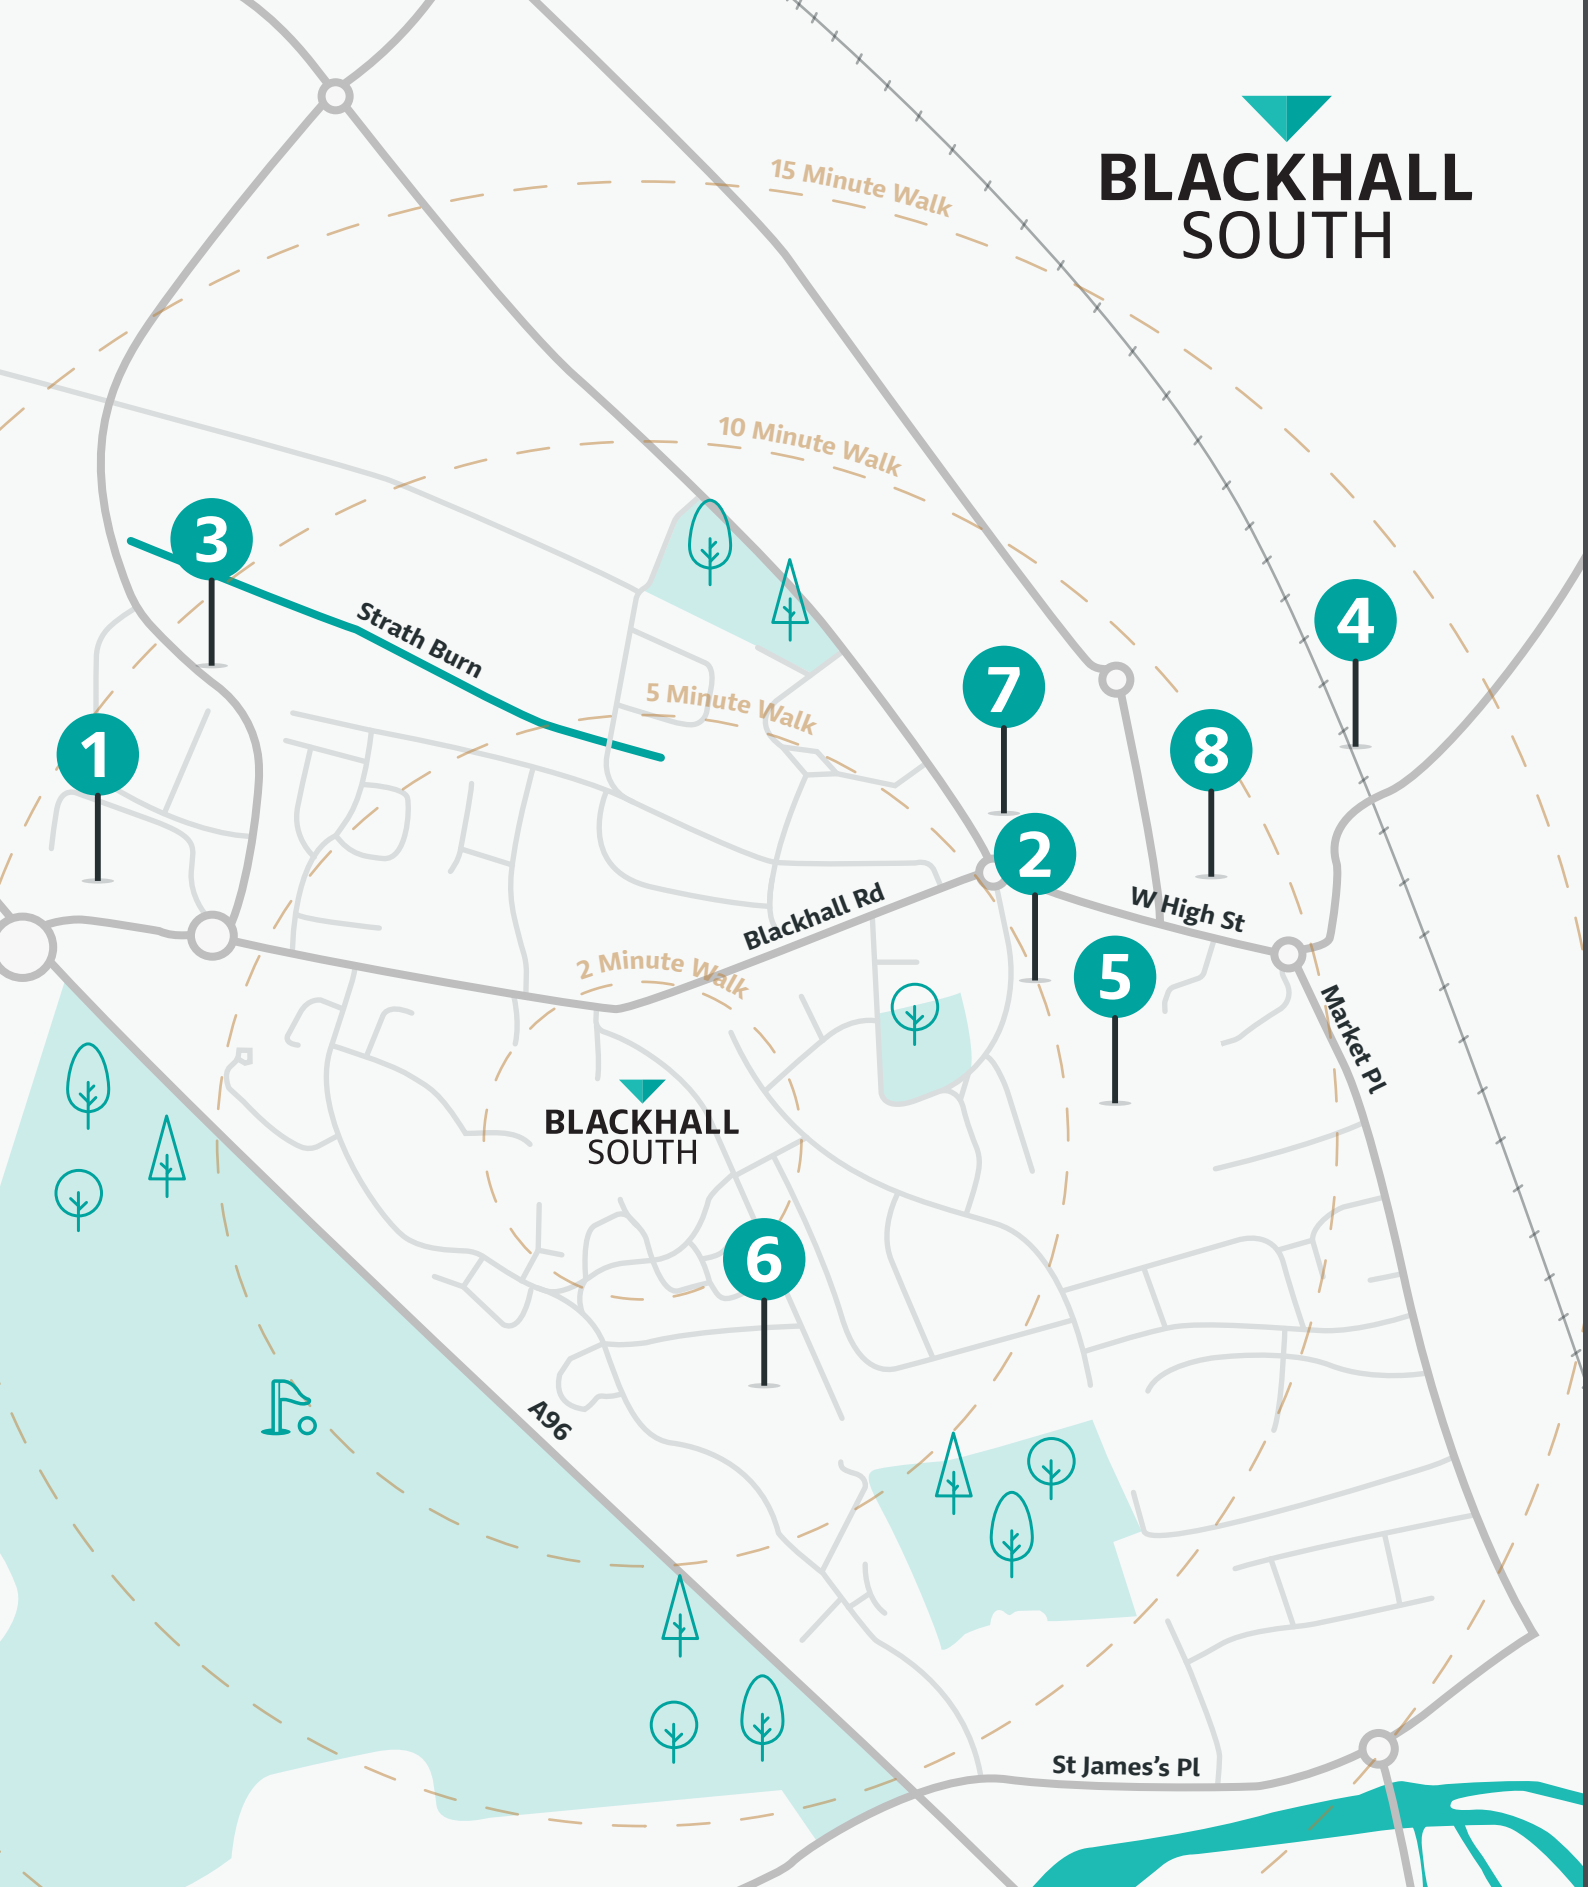 BLACKHALL
SOUTH
15 Minute Walk
10 Minute Walk
3
Strath Burn
4
5 Minute Walk
7
1
8
2
Blackhall Rd
W High St
2 Minute Walk
5
Market Pl
BLACKHALL
SOUTH
6
A96
St James’s Pl